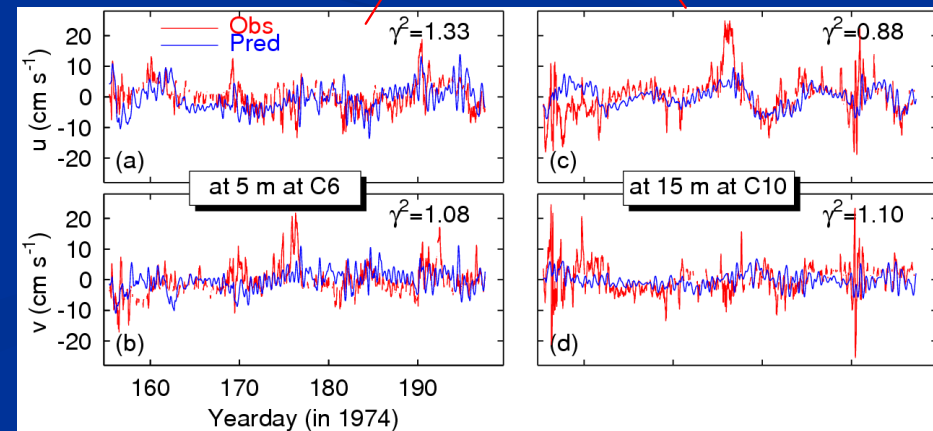 Obs
Pred
γ²=1.33
γ²=0.88
20
10
0
-10
-20
u (cm s⁻¹)
(a)
(c)
at 5 m at C6
at 15 m at C10
γ²=1.08
γ²=1.10
20
10
0
-10
-20
v (cm s⁻¹)
(b)
(d)
160
170
180
190
Yearday (in 1974)